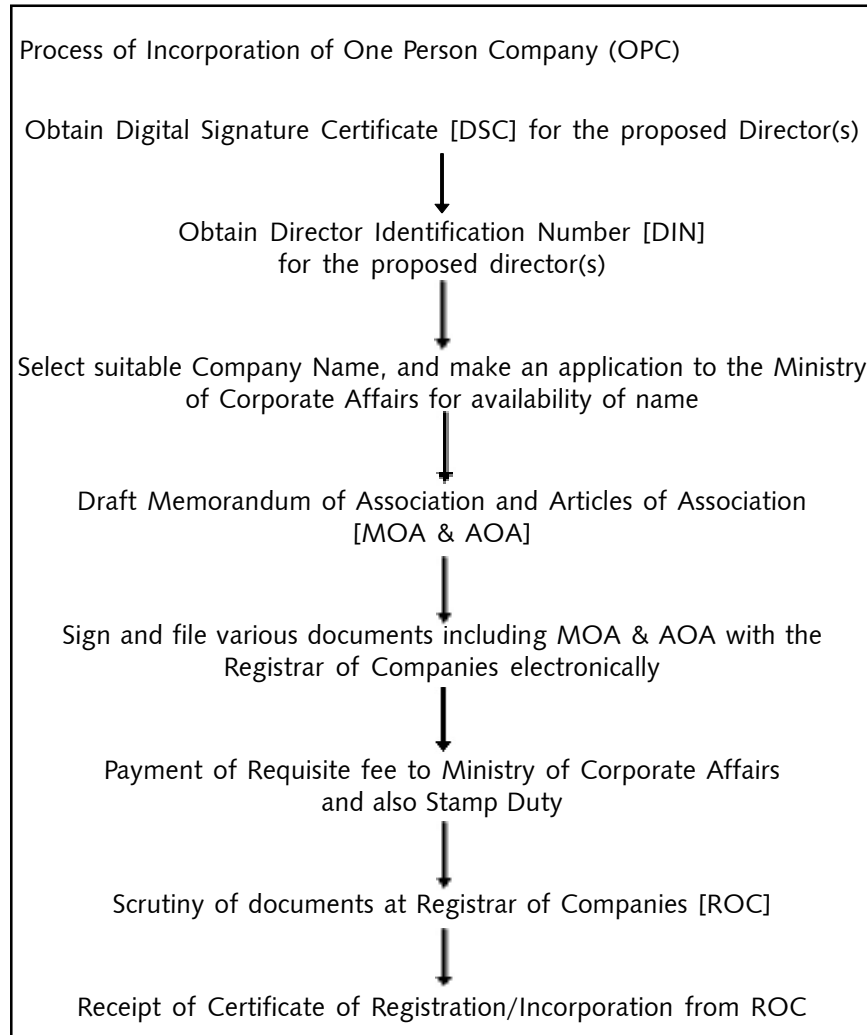 Process of Incorporation of One Person Company (OPC)
Obtain Digital Signature Certificate [DSC] for the proposed Director(s)
Obtain Director Identification Number [DIN]
for the proposed director(s)
Select suitable Company Name, and make an application to the Ministry
of Corporate Affairs for availability of name
Draft Memorandum of Association and Articles of Association
[MOA & AOA]
Sign and file various documents including MOA & AOA with the
Registrar of Companies electronically
Payment of Requisite fee to Ministry of Corporate Affairs
and also Stamp Duty
Scrutiny of documents at Registrar of Companies [ROC]
Receipt of Certificate of Registration/Incorporation from ROC